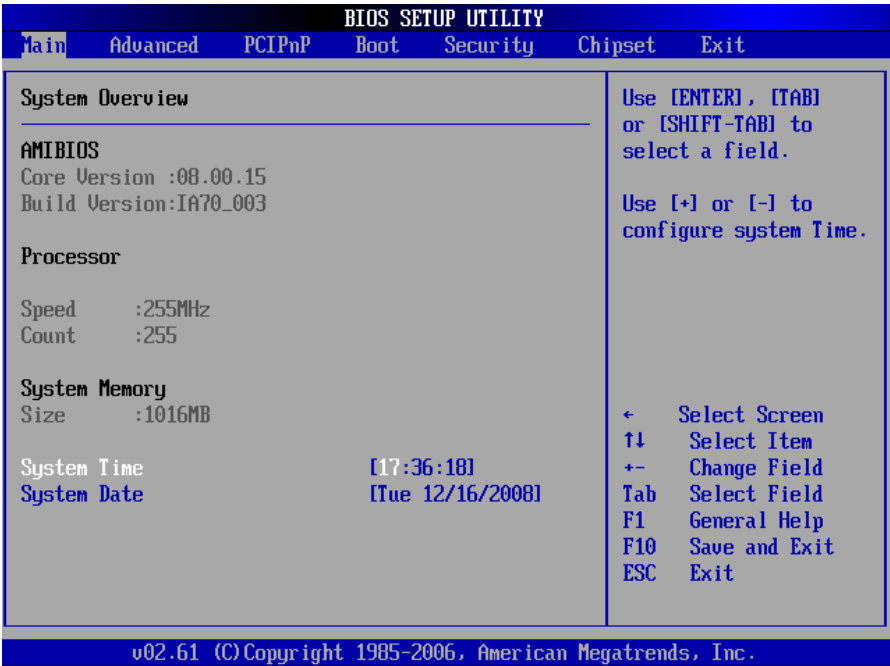 BIOS SETUP UTILITY
Main Advanced PCIPnP Boot Security Chipset Exit
System Overview
AMIBIOS
Core Version :08.00.15
Build Version:IA70_003
Processor
Speed :255MHz
Count :255
System Memory
Size :1016MB
System Time [17:36:18]
System Date [Tue 12/16/2008]
Use [ENTER], [TAB]
or [SHIFT-TAB] to
select a field.
Use [+] or [-] to
configure system Time.
← Select Screen
↑↓ Select Item
+- Change Field
Tab Select Field
F1 General Help
F10 Save and Exit
ESC Exit
v02.61 (C)Copyright 1985-2006, American Megatrends, Inc.